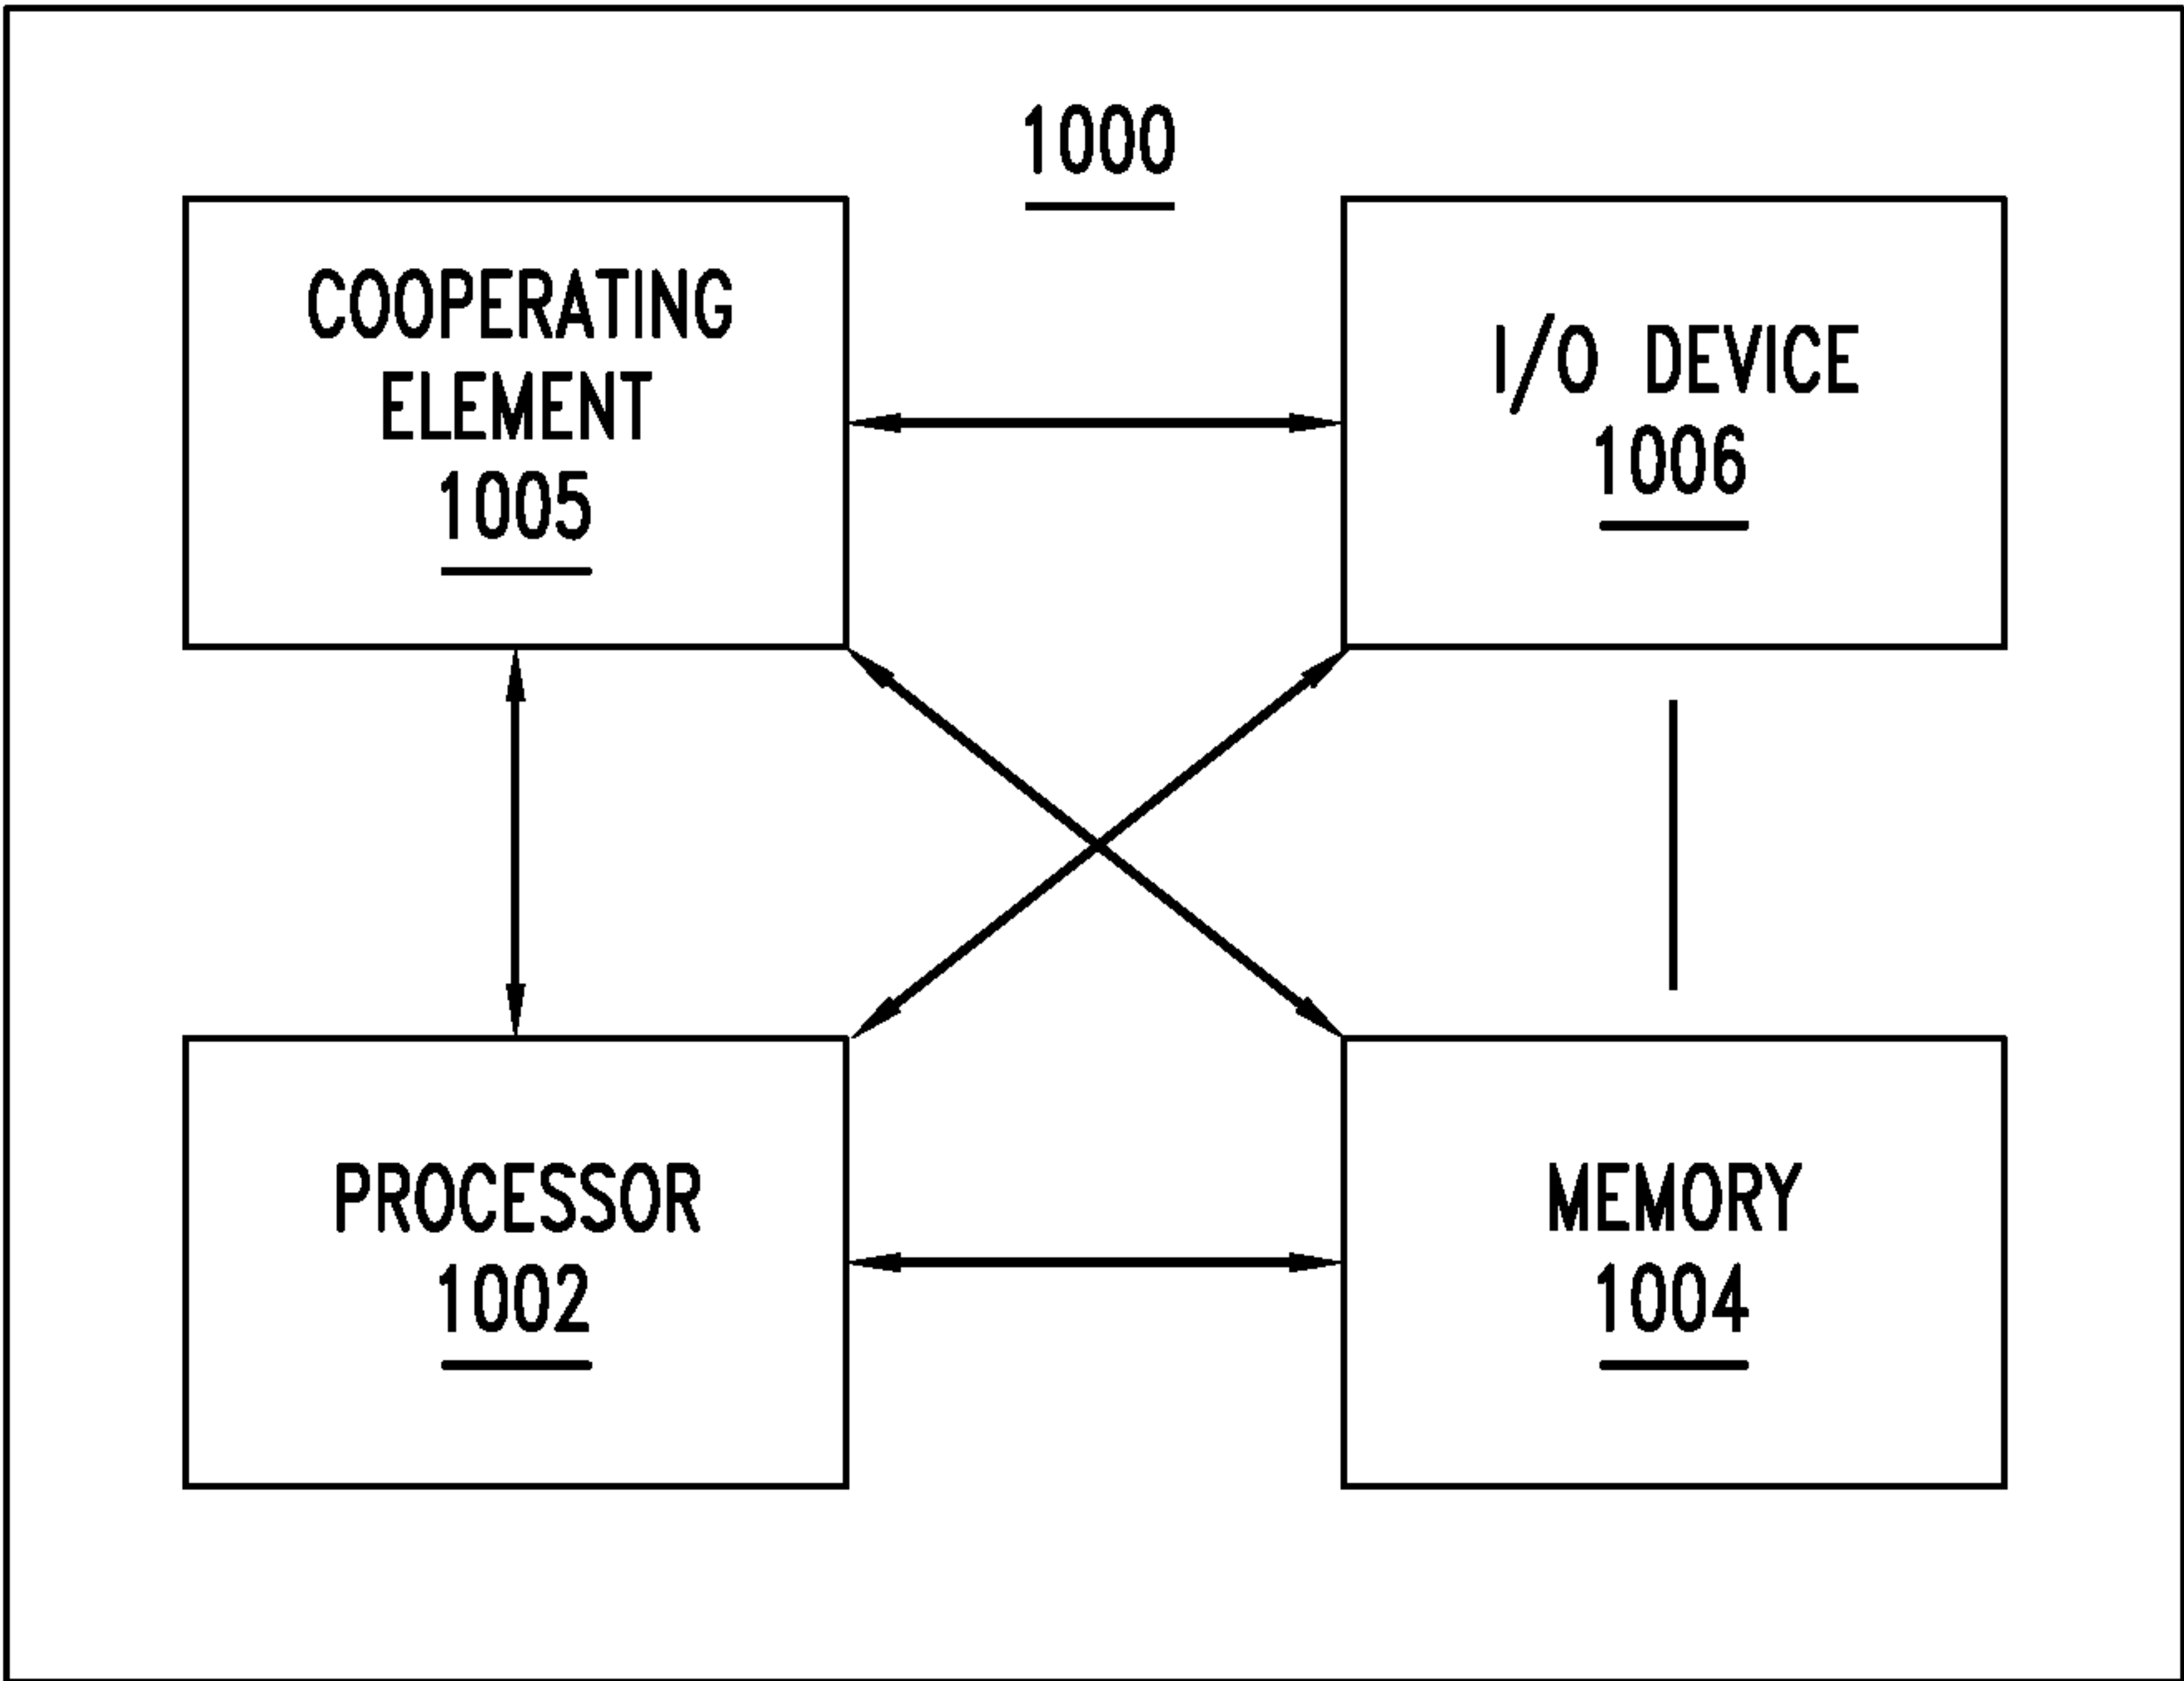 1000
COOPERATING
ELEMENT
1005
I/O DEVICE
1006
PROCESSOR
1002
MEMORY
1004